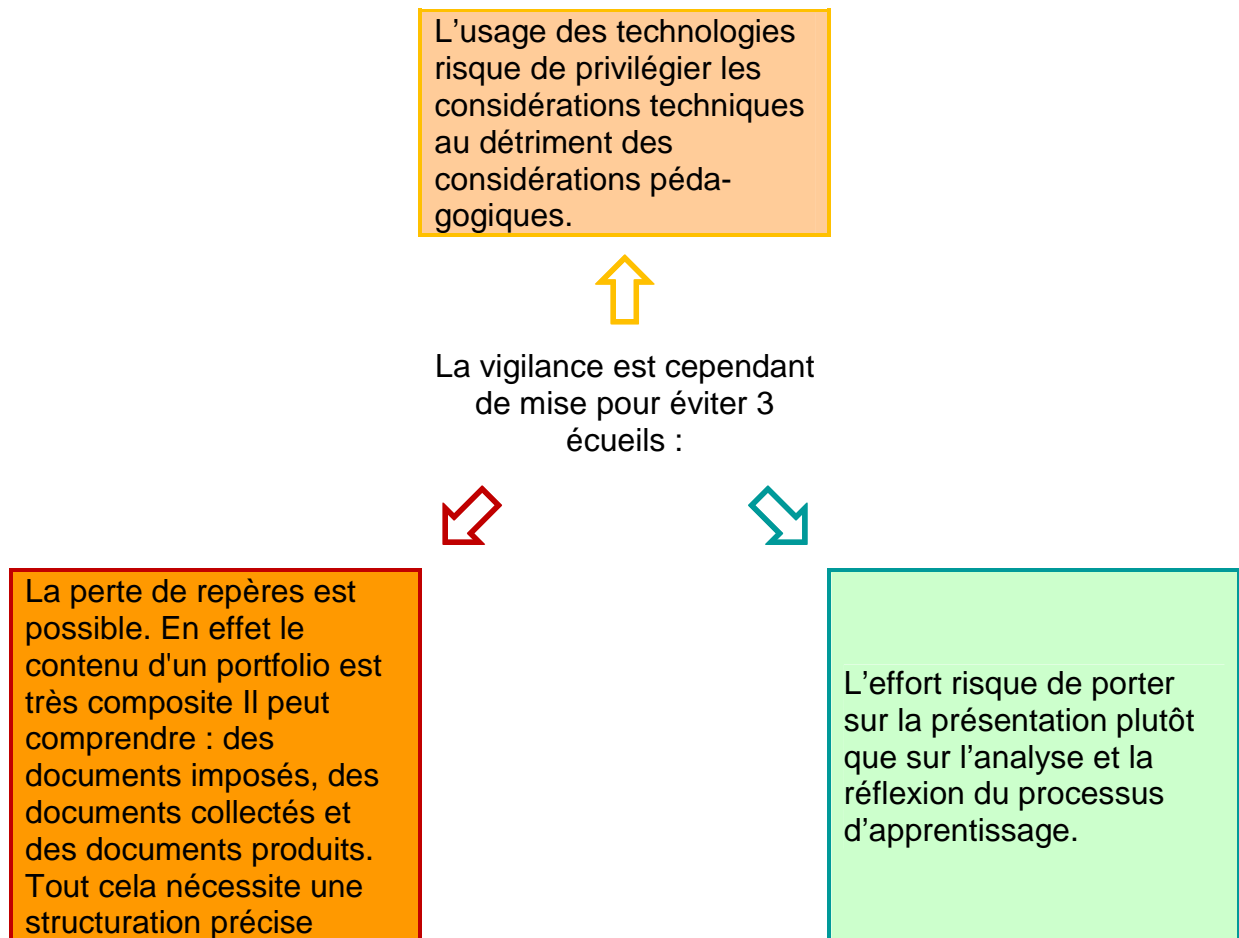 L’usage des technologies
risque de privilégier les
considérations techniques
au détriment des
considérations péda-
gogiques.
La vigilance est cependant
de mise pour éviter 3
écueils :
La perte de repères est
possible. En effet le
contenu d'un portfolio est
très composite Il peut
comprendre : des
documents imposés, des
documents collectés et
des documents produits.
Tout cela nécessite une
structuration précise
L’effort risque de porter
sur la présentation plutôt
que sur l’analyse et la
réflexion du processus
d’apprentissage.